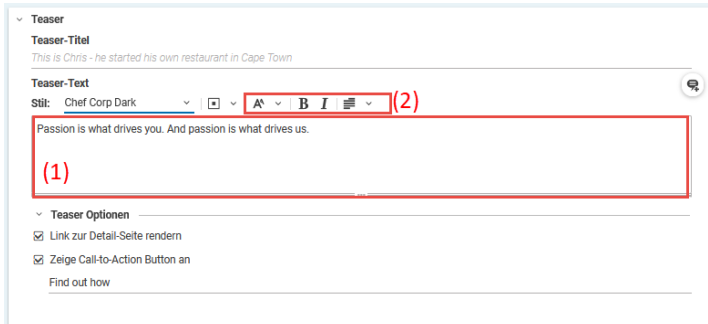 Teaser
Teaser-Titel
This is Chris - he started his own restaurant in Cape Town
Teaser-Text
Stil: Chef Corp Dark B I (2)
Passion is what drives you. And passion is what drives us.
(1)
Teaser Optionen
Link zur Detail-Seite rendern
Zeige Call-to-Action Button an
Find out how